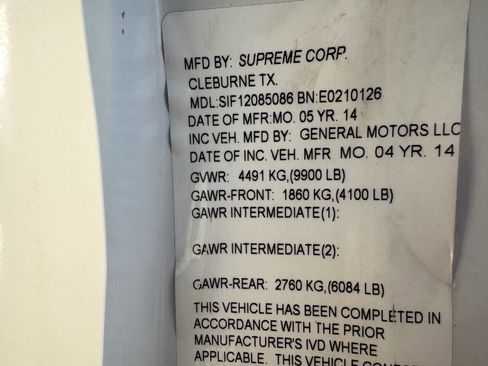 MFD BY: SUPREME CORP.
CLEBURNE TX.
MDL:SIF12085086 BN:E0210126
DATE OF MFR:MO. 05 YR. 14
INC VEH. MFD BY: GENERAL MOTORS LLC
DATE OF INC. VEH. MFR MO. 04 YR. 14
GVWR: 4491 KG,(9900 LB)
GAWR-FRONT: 1860 KG,(4100 LB)
GAWR INTERMEDIATE(1):
GAWR INTERMEDIATE(2):
GAWR-REAR: 2760 KG,(6084 LB)
THIS VEHICLE HAS BEEN COMPLETED IN
ACCORDANCE WITH THE PRIOR
MANUFACTURER'S IVD WHERE
APPLICABLE. THIS VEHICLE